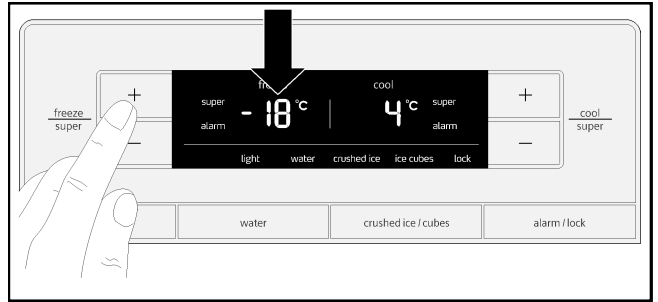 cool
super
- 18 °C
4 °C
super
alarm
alarm
light water crushed ice ice cubes lock
freeze
super
+
−
+
−
cool
super
water
crushed ice / cubes
alarm / lock